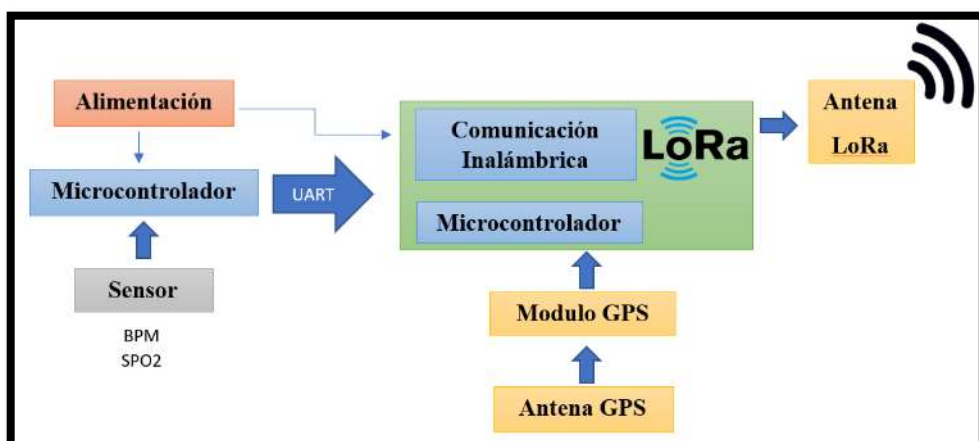 Alimentación
Microcontrolador
Sensor
BPM
SPO2
UART
Comunicación
Inalámbrica
LoRa
Microcontrolador
Modulo GPS
Antena GPS
Antena
LoRa